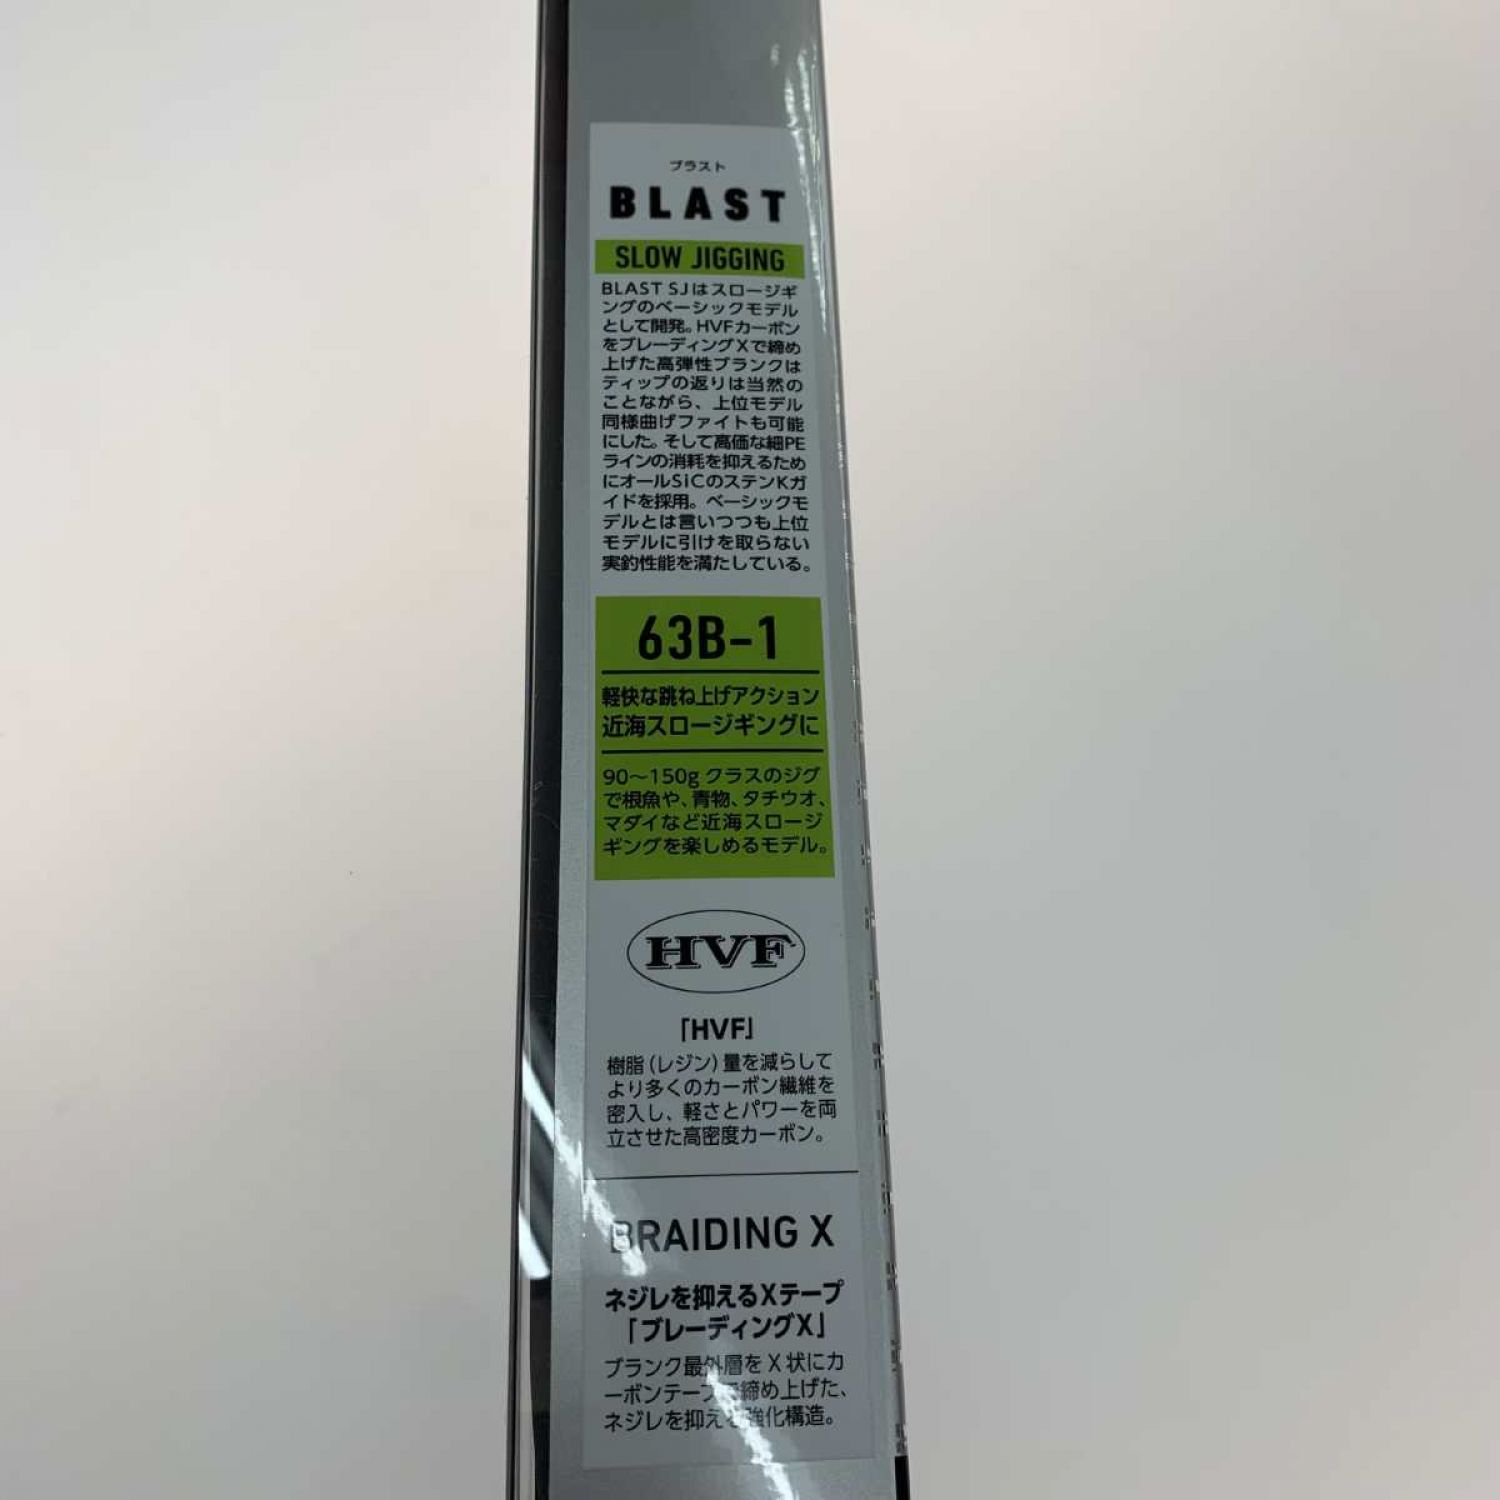 ブラスト
BLAST
SLOW JIGGING
BLAST SJはスロージギ
ングのベーシックモデル
として開発。HVFカーボン
をブレーディングXで締め
上げた高弾性ブランクは
ティップの返りは当然の
ことながら、上位モデル
同様曲げファイトも可能
にした。そして高価な細PE
ラインの消耗を抑えるため
にオールSiCのステンKガ
イドを採用。ベーシックモ
デルとは言いつつも上位
モデルに引けを取らない
実釣性能を満たしている。
63B-1
軽快な跳ね上げアクション
近海スロージギングに
90～150gクラスのジグ
で根魚や、青物、タチウオ、
マダイなど近海スロージ
ギングを楽しめるモデル。
HVF
「HVF」
樹脂(レジン)量を減らして
より多くのカーボン繊維を
密入し、軽さとパワーを両
立させた高密度カーボン。
BRAIDING X
ネジレを抑えるXテープ
「ブレーディングX」
ブランク最外層をX状にカ
ーボンテープで締め上げた、
ネジレを抑える強化構造。